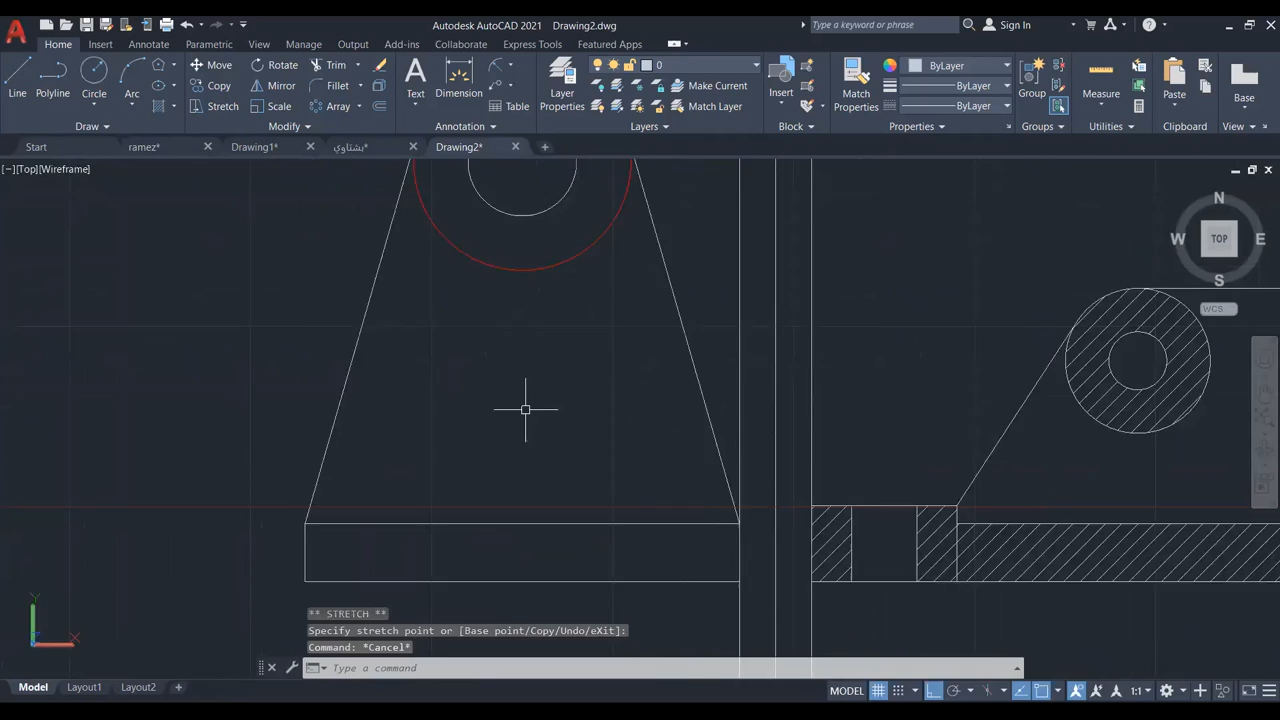 Autodesk AutoCAD 2021 Drawing2.dwg
Type a keyword or phrase
Sign In
Home Insert Annotate Parametric View Manage Output Add-ins Collaborate Express Tools Featured Apps
Line Polyline Circle Arc
Move Rotate Trim
Copy Mirror Fillet
Stretch Scale Array
Text Dimension Table
Layer Properties
0
Make Current
Match Layer
Insert
Match Properties
ByLayer
ByLayer
ByLayer
Group
Measure
Paste
Base
Draw Modify Annotation Layers Block Properties Groups Utilities Clipboard View
Start ramez* Drawing1* بشتاوي* Drawing2*
[−][Top][Wireframe]
N
W TOP E
S
WCS
Y
X
** STRETCH **
Specify stretch point or [Base point/Copy/Undo/eXit]:
Command: *Cancel*
Type a command
Model Layout1 Layout2
MODEL 1:1